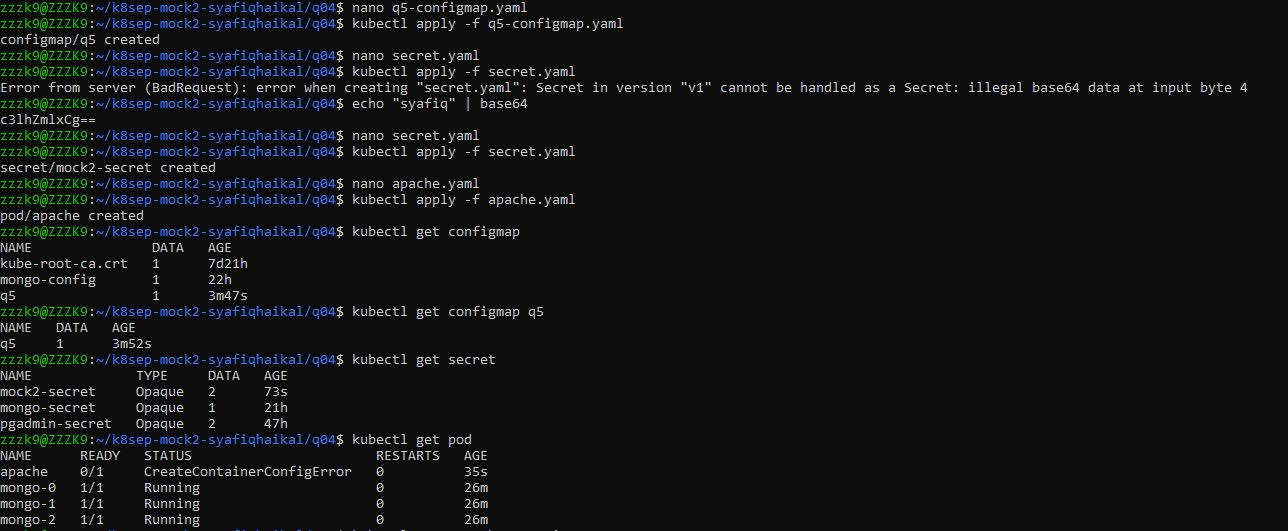 zzzk9@ZZZK9:~/k8sep-mock2-syafiqhaikal/q04$ nano q5-configmap.yaml
zzzk9@ZZZK9:~/k8sep-mock2-syafiqhaikal/q04$ kubectl apply -f q5-configmap.yaml
configmap/q5 created
zzzk9@ZZZK9:~/k8sep-mock2-syafiqhaikal/q04$ nano secret.yaml
zzzk9@ZZZK9:~/k8sep-mock2-syafiqhaikal/q04$ kubectl apply -f secret.yaml
Error from server (BadRequest): error when creating "secret.yaml": Secret in version "v1" cannot be handled as a Secret: illegal base64 data at input byte 4
zzzk9@ZZZK9:~/k8sep-mock2-syafiqhaikal/q04$ echo "syafiq" | base64
c3lhZmlxCg==
zzzk9@ZZZK9:~/k8sep-mock2-syafiqhaikal/q04$ nano secret.yaml
zzzk9@ZZZK9:~/k8sep-mock2-syafiqhaikal/q04$ kubectl apply -f secret.yaml
secret/mock2-secret created
zzzk9@ZZZK9:~/k8sep-mock2-syafiqhaikal/q04$ nano apache.yaml
zzzk9@ZZZK9:~/k8sep-mock2-syafiqhaikal/q04$ kubectl apply -f apache.yaml
pod/apache created
zzzk9@ZZZK9:~/k8sep-mock2-syafiqhaikal/q04$ kubectl get configmap
NAME               DATA   AGE
kube-root-ca.crt   1      7d21h
mongo-config       1      22h
q5                 1      3m47s
zzzk9@ZZZK9:~/k8sep-mock2-syafiqhaikal/q04$ kubectl get configmap q5
NAME   DATA   AGE
q5     1      3m52s
zzzk9@ZZZK9:~/k8sep-mock2-syafiqhaikal/q04$ kubectl get secret
NAME             TYPE     DATA   AGE
mock2-secret     Opaque   2      73s
mongo-secret     Opaque   1      21h
pgadmin-secret   Opaque   2      47h
zzzk9@ZZZK9:~/k8sep-mock2-syafiqhaikal/q04$ kubectl get pod
NAME      READY   STATUS                       RESTARTS   AGE
apache    0/1     CreateContainerConfigError   0          35s
mongo-0   1/1     Running                      0          26m
mongo-1   1/1     Running                      0          26m
mongo-2   1/1     Running                      0          26m